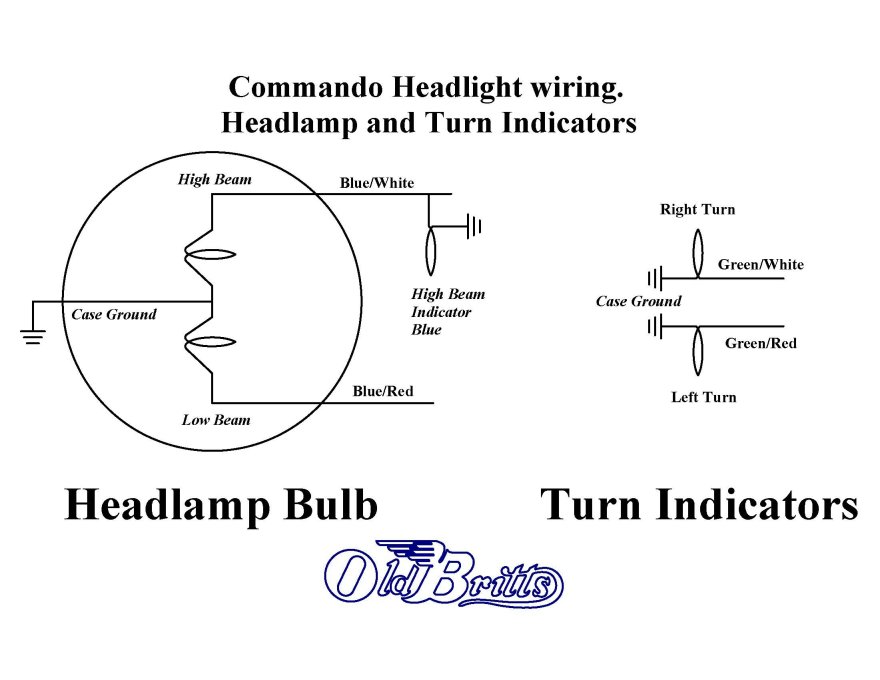 Commando Headlight wiring.
Headlamp and Turn Indicators
High Beam
Blue/White
Case Ground
High Beam
Indicator
Blue
Blue/Red
Low Beam
Right Turn
Green/White
Case Ground
Green/Red
Left Turn
Headlamp Bulb
Turn Indicators
Old Britts